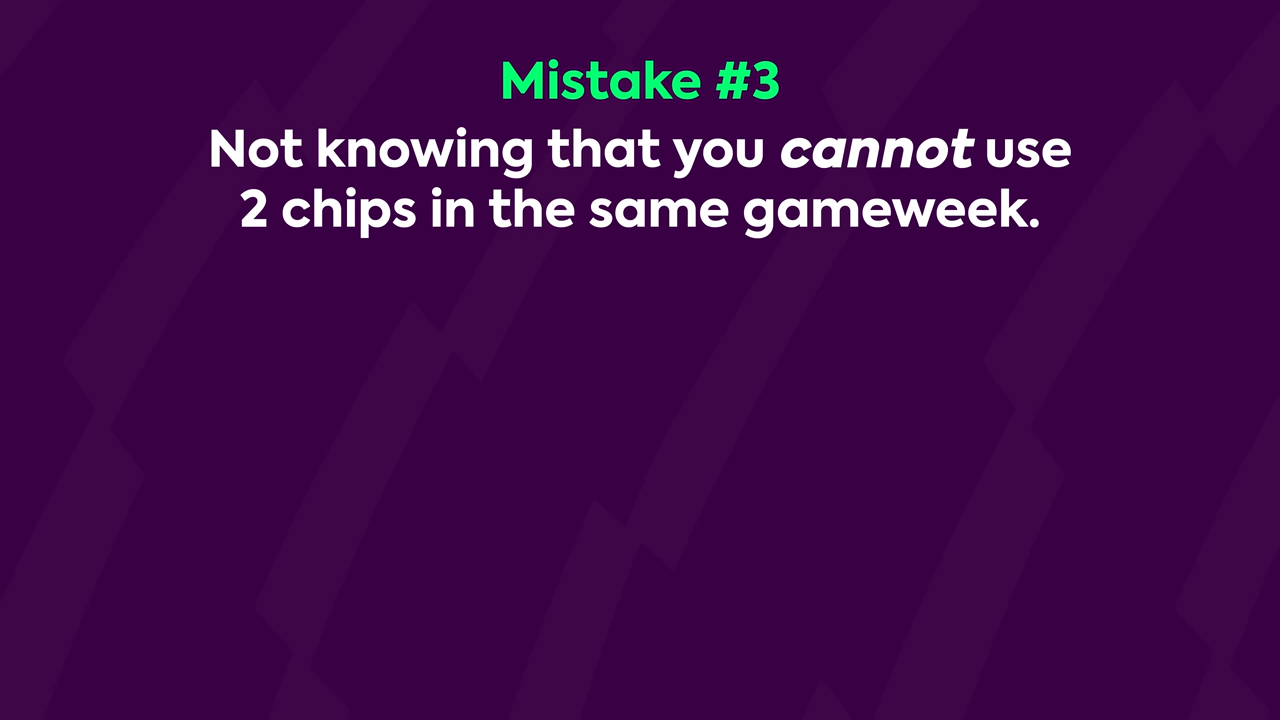 Mistake #3
Not knowing that you cannot use
2 chips in the same gameweek.